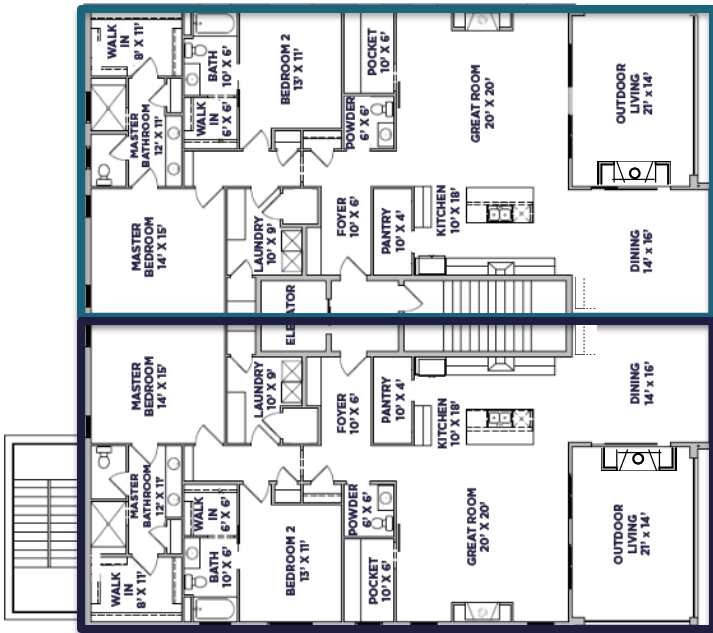 WALK
IN
8' X 11'
BATH
10' X 6'
BEDROOM 2
13' X 11'
POCKET
10' X 6'
GREAT ROOM
20' X 20'
OUTDOOR
LIVING
21' x 14'
WALK
IN
6' X 6'
POWDER
6' X 6'
MASTER
BATHROOM
12' X 11'
MASTER
BEDROOM
14' X 15'
LAUNDRY
10' X 9'
FOYER
10' X 6'
PANTRY
10' X 4'
KITCHEN
10' X 18'
DINING
14' x 16'
ELEVATOR
MASTER
BEDROOM
14' X 15'
LAUNDRY
10' X 9'
FOYER
10' X 6'
PANTRY
10' X 4'
KITCHEN
10' X 18'
DINING
14' x 16'
MASTER
BATHROOM
12' X 11'
WALK
IN
6' X 6'
POWDER
6' X 6'
WALK
IN
8' X 11'
BATH
10' X 6'
BEDROOM 2
13' X 11'
POCKET
10' X 6'
GREAT ROOM
20' X 20'
OUTDOOR
LIVING
21' x 14'